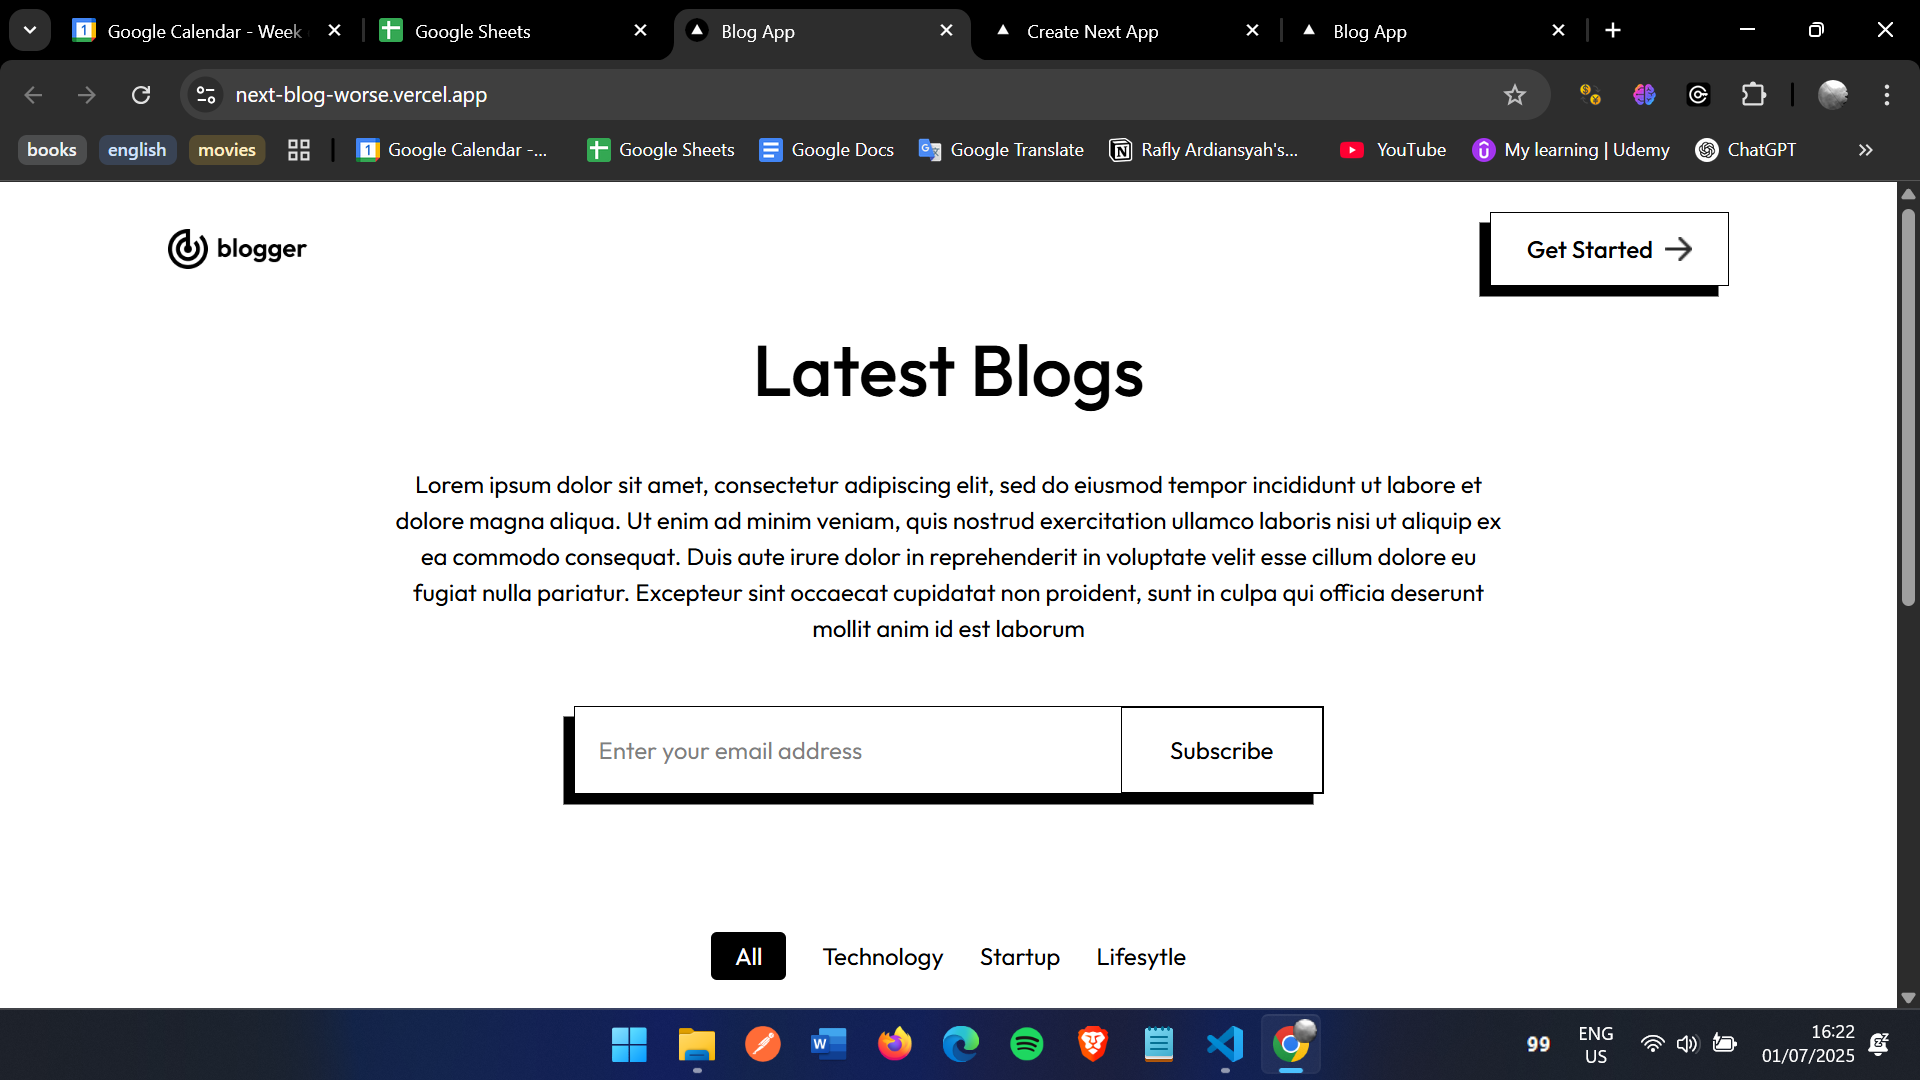 Google Calendar - Week
Google Sheets
Blog App
Create Next App
Blog App
next-blog-worse.vercel.app
books
english
movies
Google Calendar -...
Google Sheets
Google Docs
Google Translate
Rafly Ardiansyah's...
YouTube
My learning | Udemy
ChatGPT
blogger
Get Started
Latest Blogs
Lorem ipsum dolor sit amet, consectetur adipiscing elit, sed do eiusmod tempor incididunt ut labore et
dolore magna aliqua. Ut enim ad minim veniam, quis nostrud exercitation ullamco laboris nisi ut aliquip ex
ea commodo consequat. Duis aute irure dolor in reprehenderit in voluptate velit esse cillum dolore eu
fugiat nulla pariatur. Excepteur sint occaecat cupidatat non proident, sunt in culpa qui officia deserunt
mollit anim id est laborum
Enter your email address
Subscribe
All
Technology
Startup
Lifesytle
99
ENG
US
16:22
01/07/2025